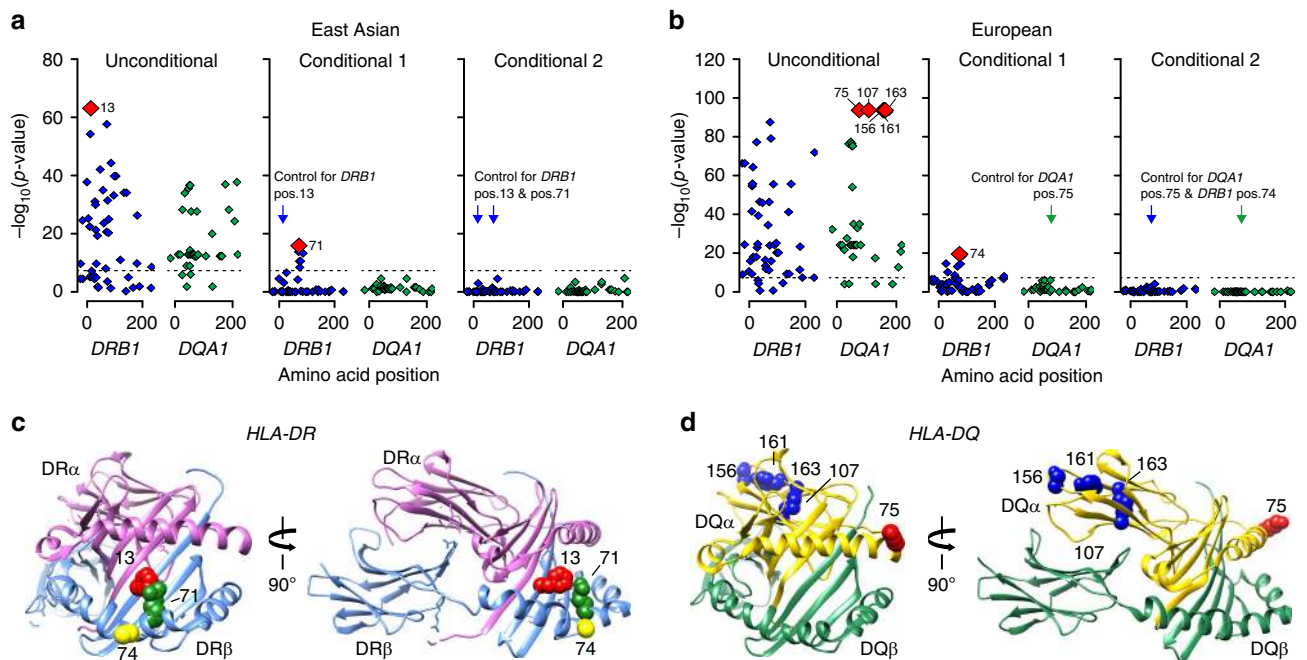 a
East Asian
Unconditional Conditional 1 Conditional 2
80
60
40
20
0
–log10(p-value)
13
Control for DRB1
pos.13
71
Control for DRB1
pos.13 & pos.71
0 200 0 200 0 200 0 200 0 200 0 200
DRB1 DQA1 DRB1 DQA1 DRB1 DQA1
Amino acid position
b
European
Unconditional Conditional 1 Conditional 2
120
100
80
60
40
20
0
–log10(p-value)
75 107 163
156 161
Control for DQA1
pos.75
74
Control for DQA1
pos.75 & DRB1 pos.74
0 200 0 200 0 200 0 200 0 200 0 200
DRB1 DQA1 DRB1 DQA1 DRB1 DQA1
Amino acid position
c
HLA-DR
DRα
13
71
74
DRβ
90°
DRα
13
71
74
DRβ
d
HLA-DQ
161
156
163
107
DQα
75
DQβ
90°
161
163
156
DQα
75
107
DQβ